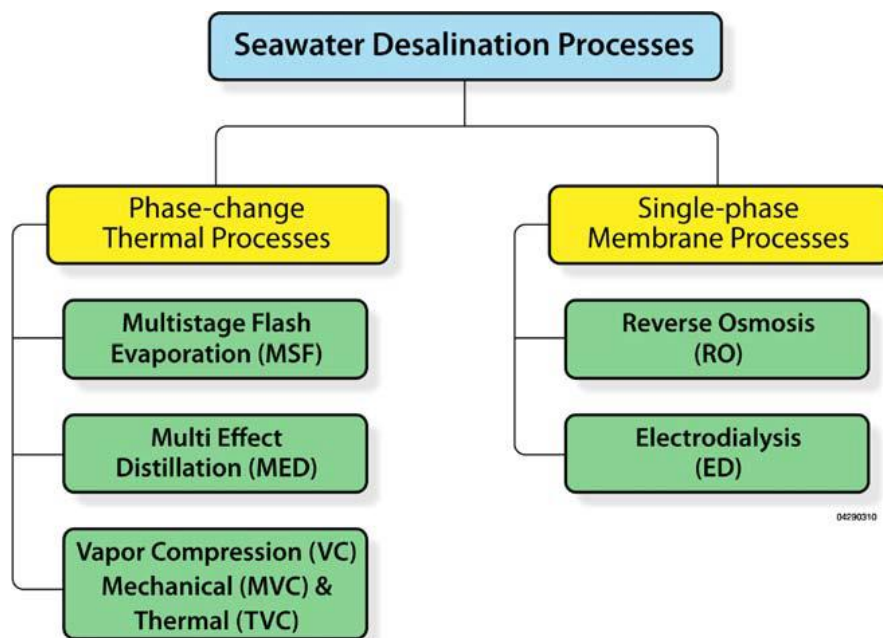 Seawater Desalination Processes
Phase-change
Thermal Processes
Multistage Flash
Evaporation (MSF)
Multi Effect
Distillation (MED)
Vapor Compression (VC)
Mechanical (MVC) &
Thermal (TVC)
Single-phase
Membrane Processes
Reverse Osmosis
(RO)
Electrodialysis
(ED)
04290310